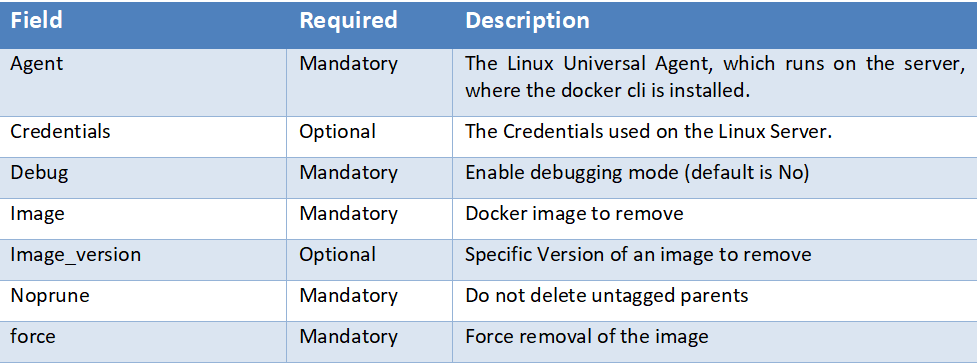 Field Required Description
Agent Mandatory The Linux Universal Agent, which runs on the server,
where the docker cli is installed.
Credentials Optional The Credentials used on the Linux Server.
Debug Mandatory Enable debugging mode (default is No)
Image Mandatory Docker image to remove
Image_version Optional Specific Version of an image to remove
Noprune Mandatory Do not delete untagged parents
force Mandatory Force removal of the image